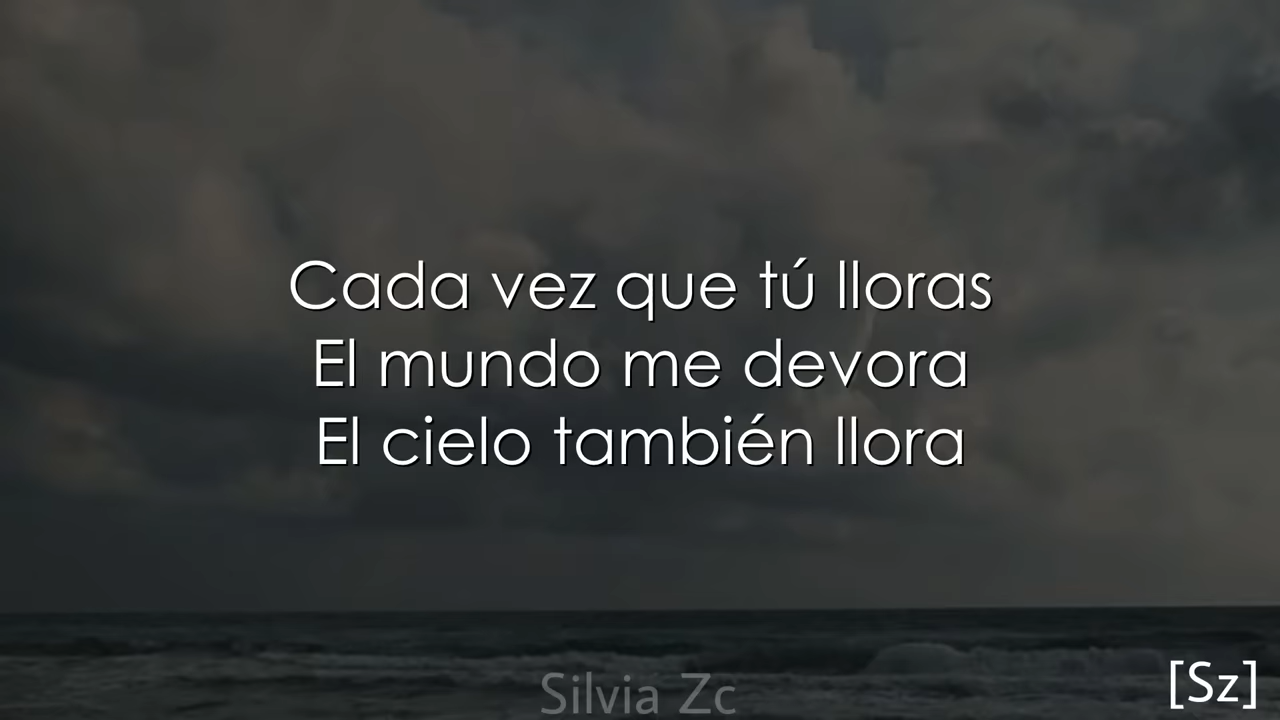 Cada vez que tú lloras
El mundo me devora
El cielo también llora
Silvia Zc
[Sz]